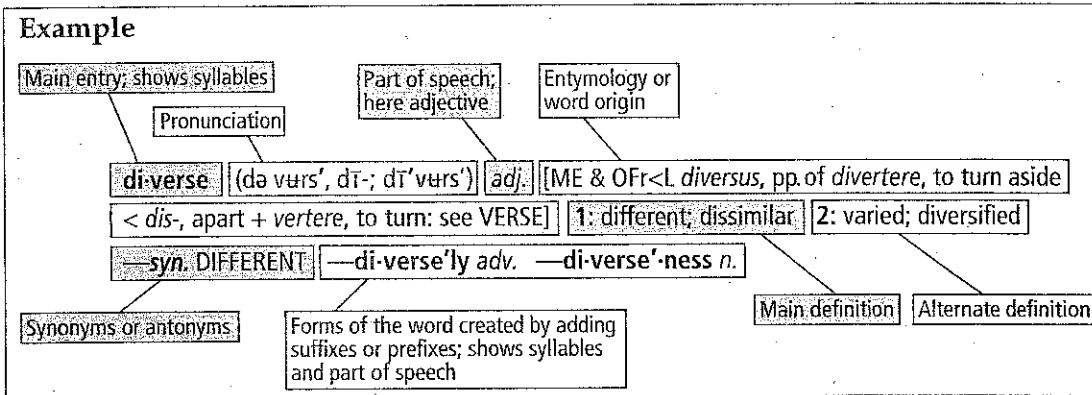 Example
Main entry; shows syllables
Part of speech;
here adjective
Entymology or
word origin
Pronunciation
di·verse (də vʉrs′, dī-; dī′vʉrs′) adj. [ME & OFr<L diversus, pp. of divertere, to turn aside
< dis-, apart + vertere, to turn: see VERSE] 1: different; dissimilar 2: varied; diversified
—syn. DIFFERENT —di·verse′ly adv. —di·verse′·ness n.
Synonyms or antonyms
Forms of the word created by adding
suffixes or prefixes; shows syllables
and part of speech
Main definition
Alternate definition